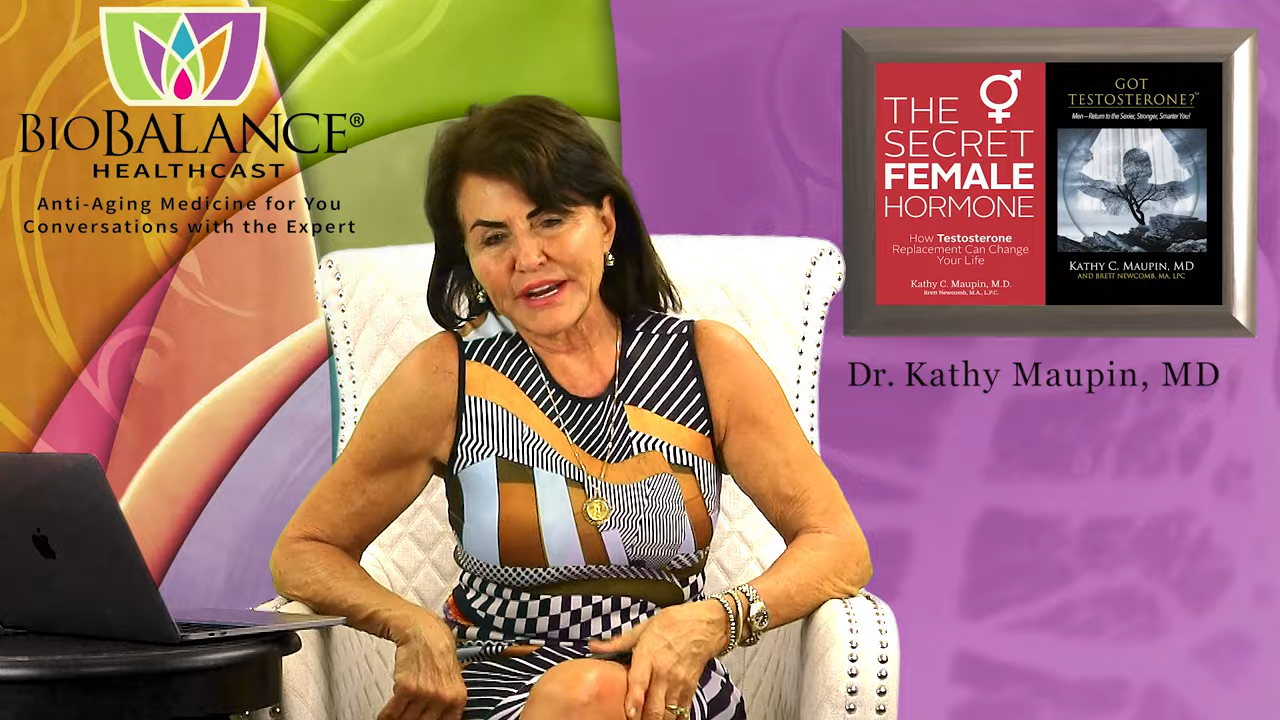 BIOBALANCE®
HEALTHCAST
Anti-Aging Medicine for You
Conversations with the Expert
THE
SECRET
FEMALE
HORMONE
How Testosterone
Replacement Can Change
Your Life
Kathy C. Maupin, M.D.
Brett Newcomb, M.A., L.P.C.
GOT
TESTOSTERONE?™
Men – Return to the Sexier, Stronger, Smarter You!
KATHY C. MAUPIN, MD
AND BRETT NEWCOMB, MA, LPC
Dr. Kathy Maupin, MD